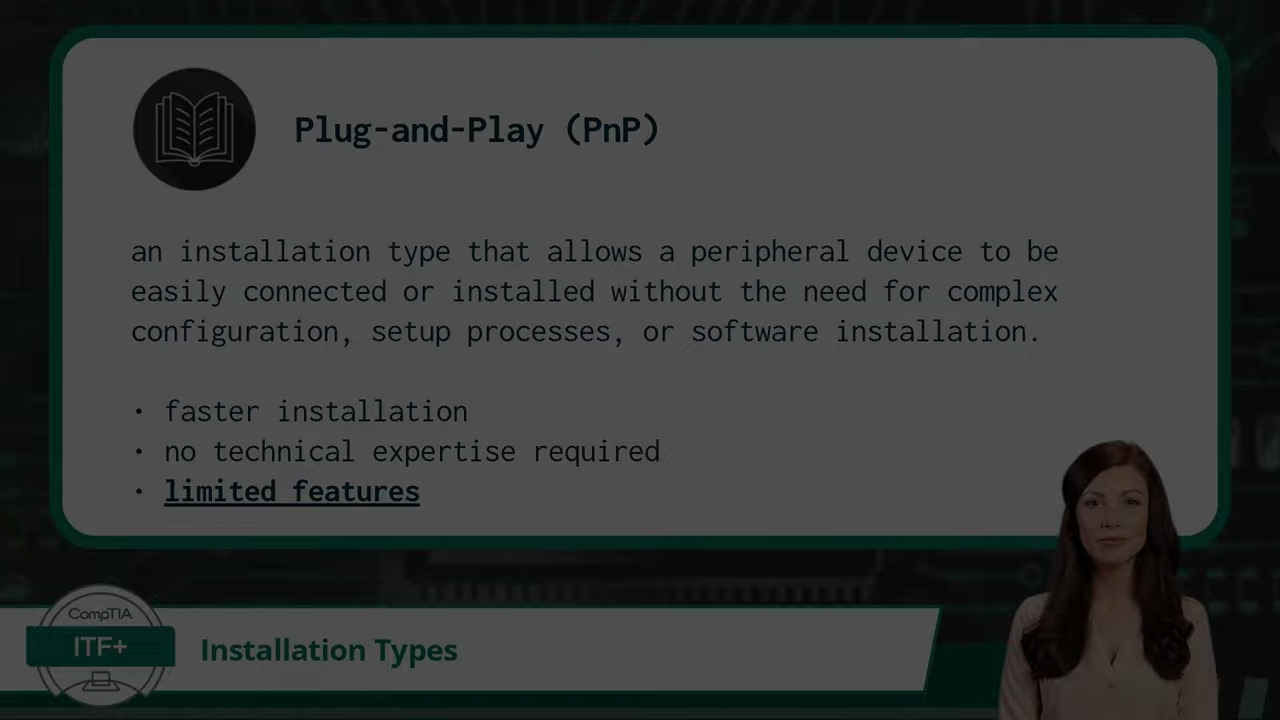 Plug-and-Play (PnP)
an installation type that allows a peripheral device to be
easily connected or installed without the need for complex
configuration, setup processes, or software installation.
• faster installation
• no technical expertise required
• limited features
CompTIA
ITF+
Installation Types